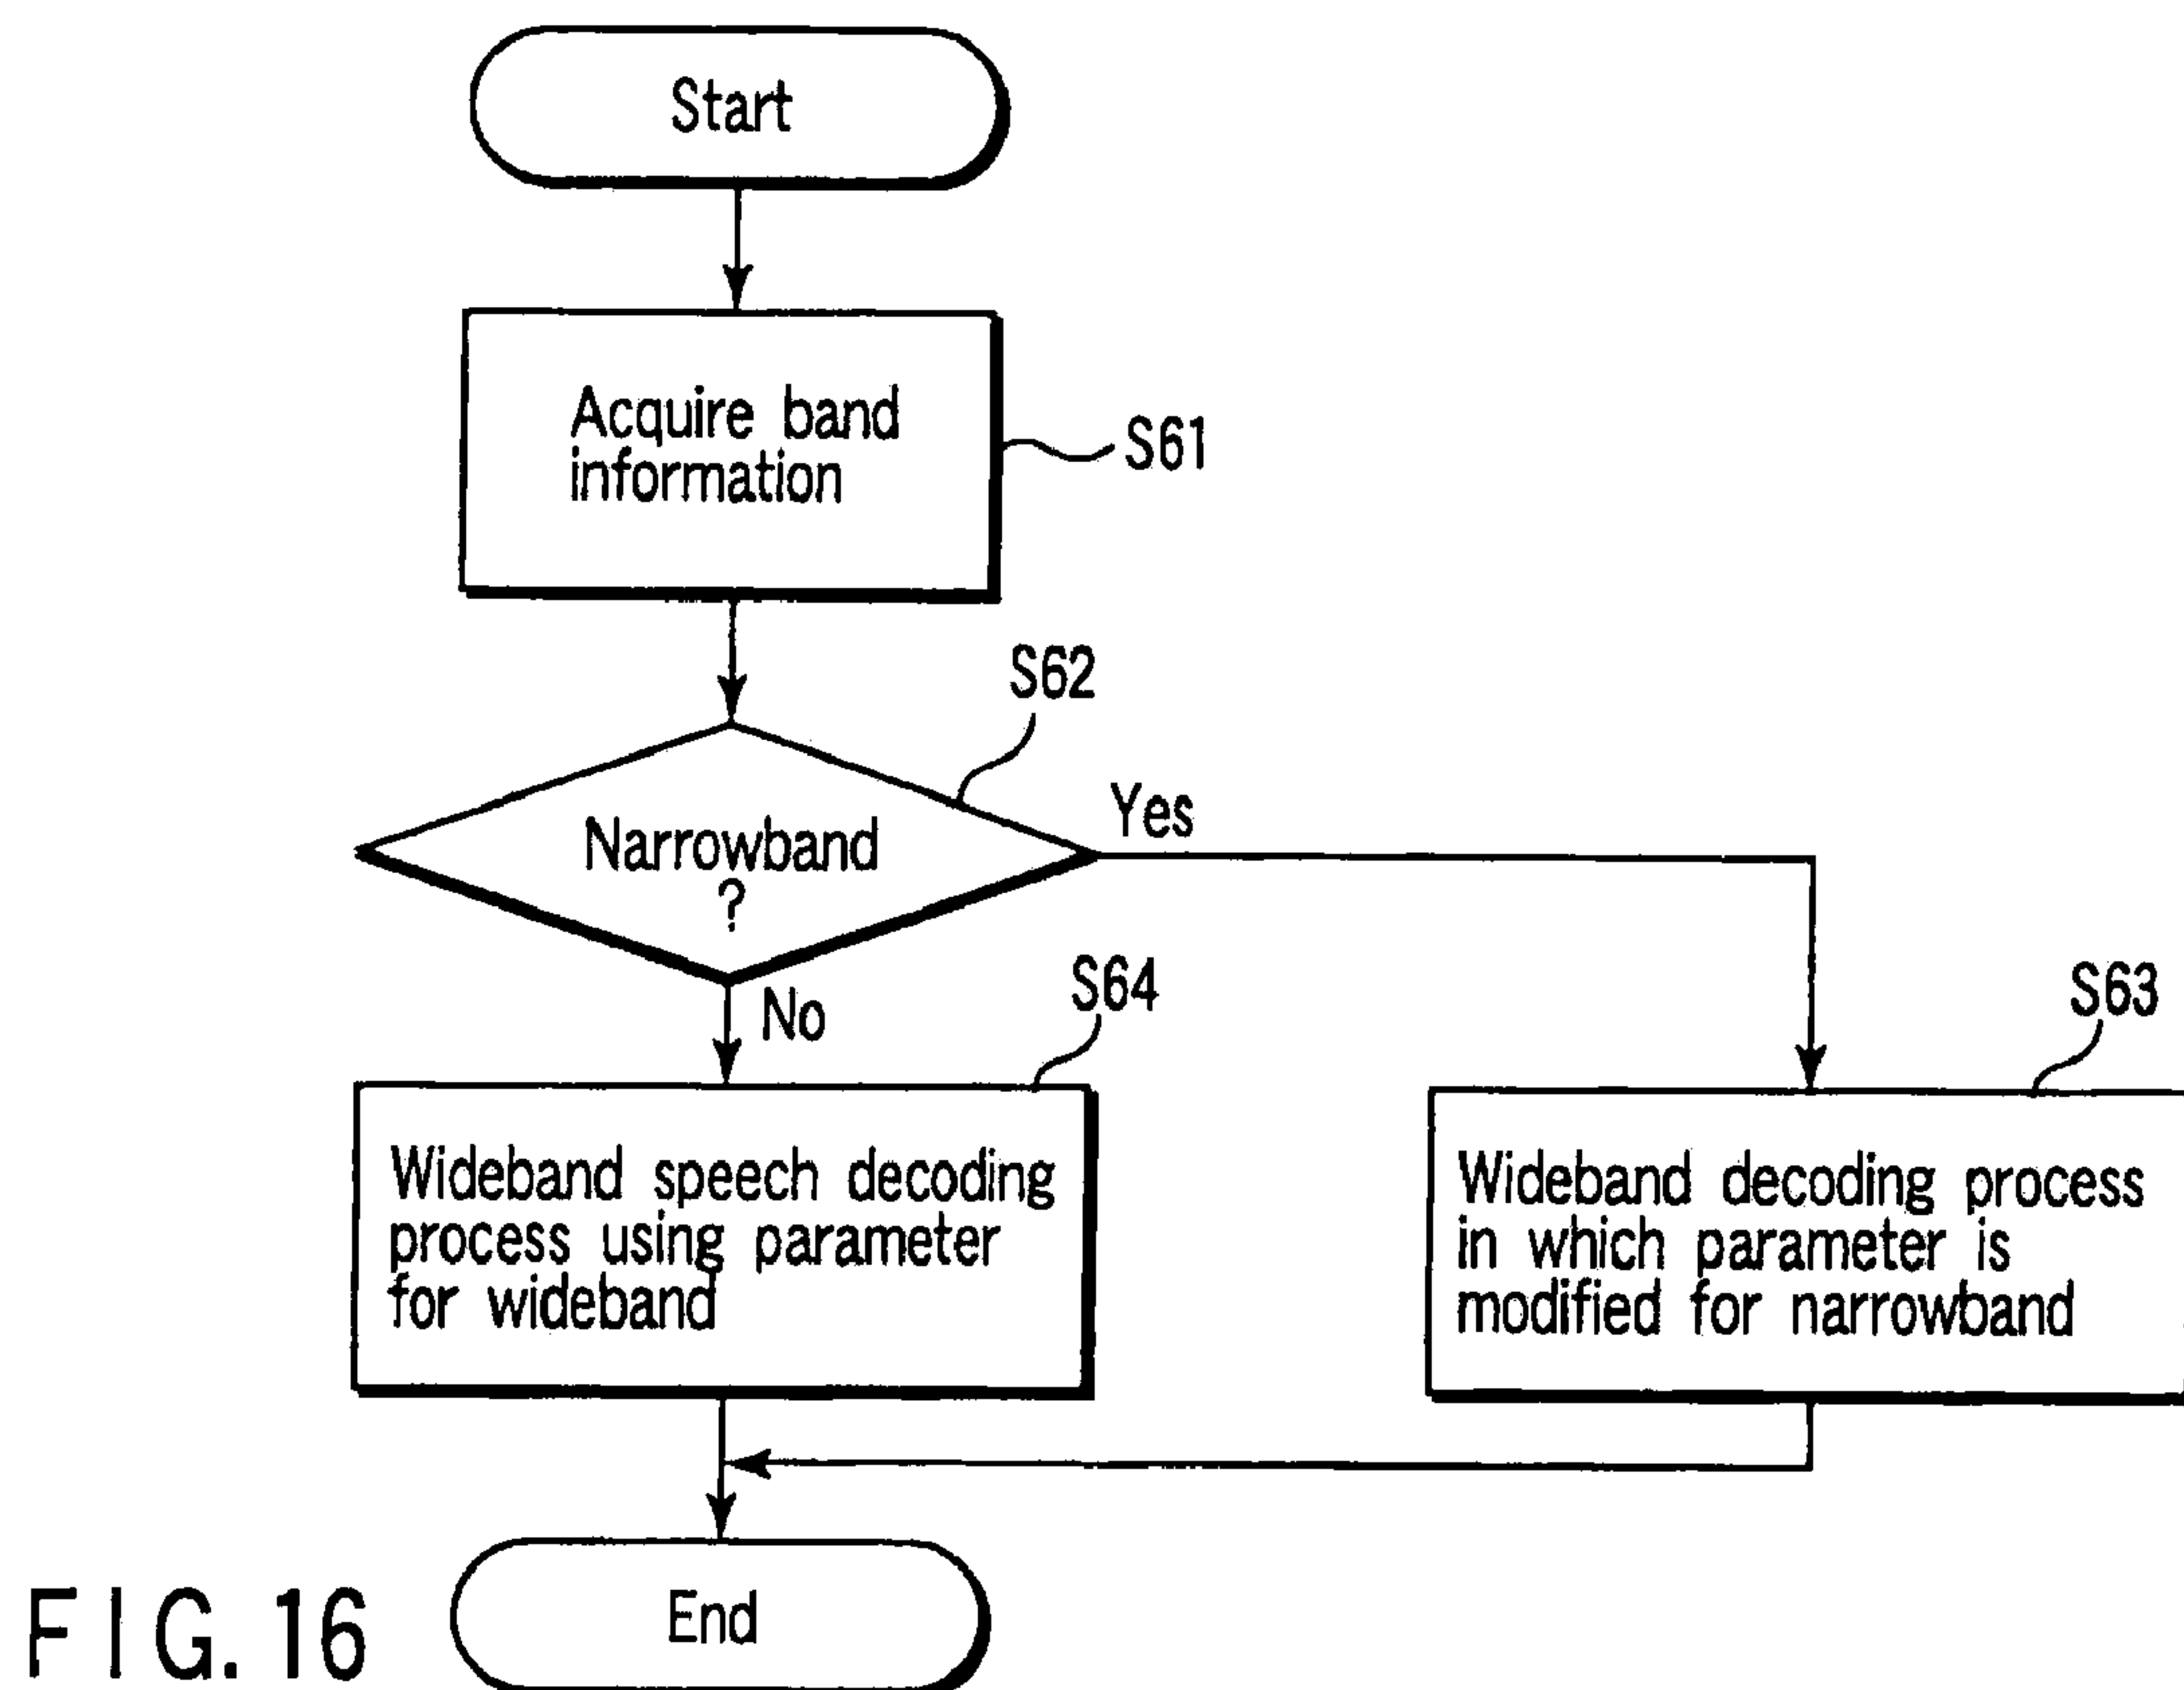 Start
Acquire band
information
S61
S62
Narrowband
?
Yes
No
S64
S63
Wideband speech decoding
process using parameter
for wideband
Wideband decoding process
in which parameter is
modified for narrowband
End
FIG. 16